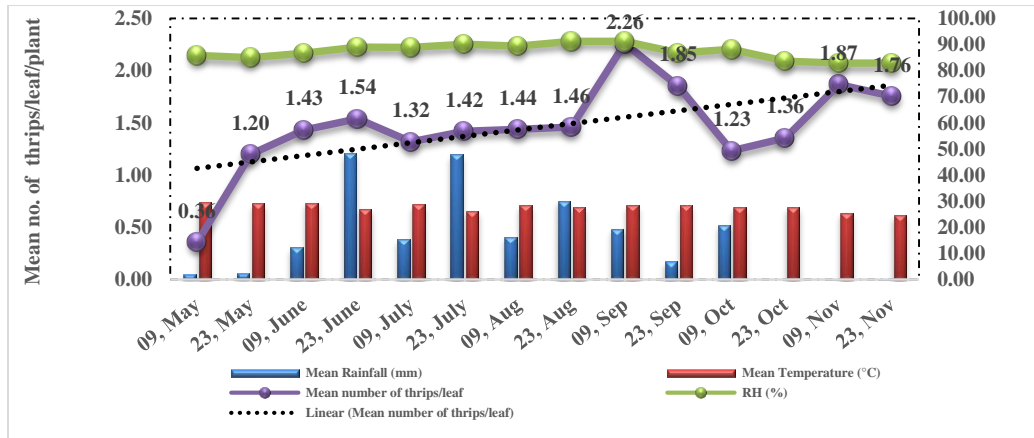 Mean no. of thrips/leaf/plant
2.50
2.00
1.50
1.00
0.50
0.00
100.00
90.00
80.00
70.00
60.00
50.00
40.00
30.00
20.00
10.00
0.00
0.36
1.20
1.43
1.54
1.32
1.42
1.44
1.46
2.26
1.85
1.23
1.36
1.87
1.76
09, May
23, May
09, June
23, June
09, July
23, July
09, Aug
23, Aug
09, Sep
23, Sep
09, Oct
23, Oct
09, Nov
23, Nov
Mean Rainfall (mm)
Mean Temperature (°C)
Mean number of thrips/leaf
RH (%)
Linear (Mean number of thrips/leaf)